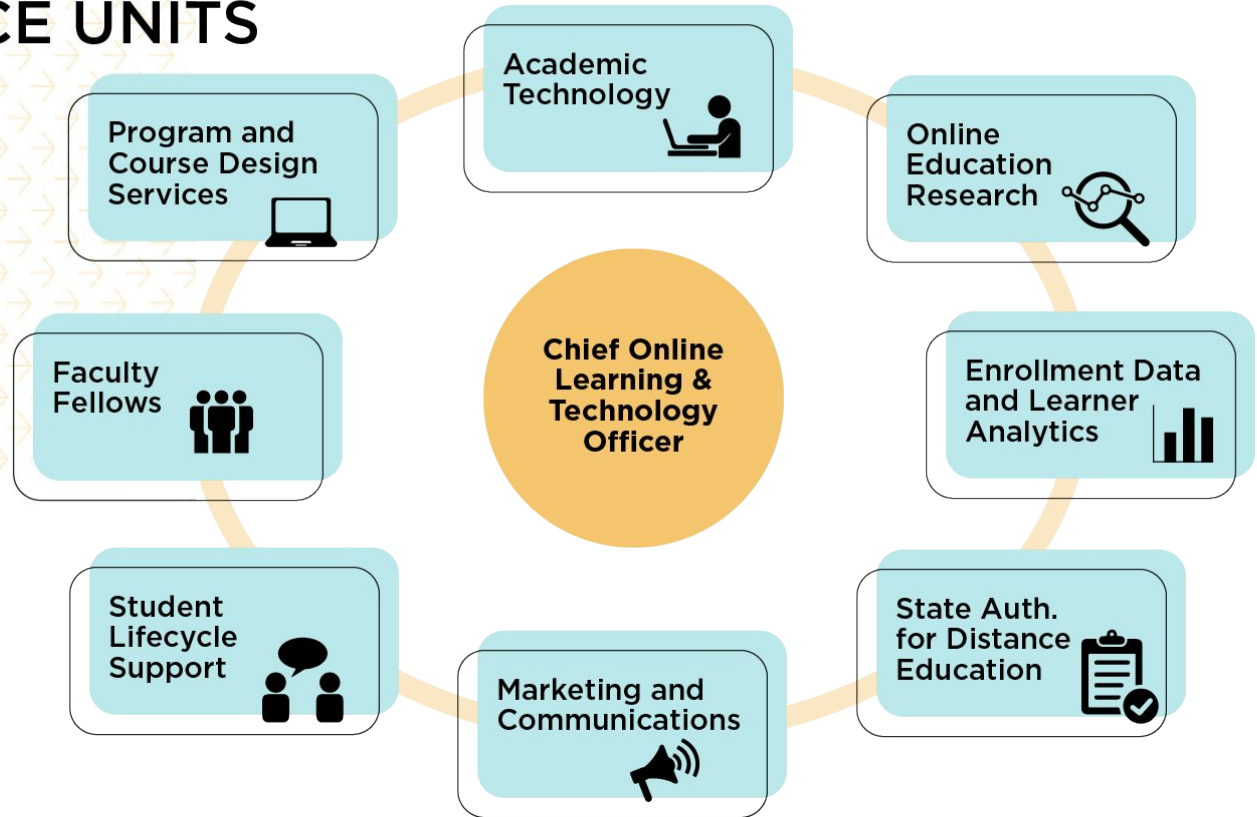 CE UNITS
Academic
Technology
Program and
Course Design
Services
Online
Education
Research
Chief Online
Learning &
Technology
Officer
Faculty
Fellows
Enrollment Data
and Learner
Analytics
Student
Lifecycle
Support
State Auth.
for Distance
Education
Marketing and
Communications